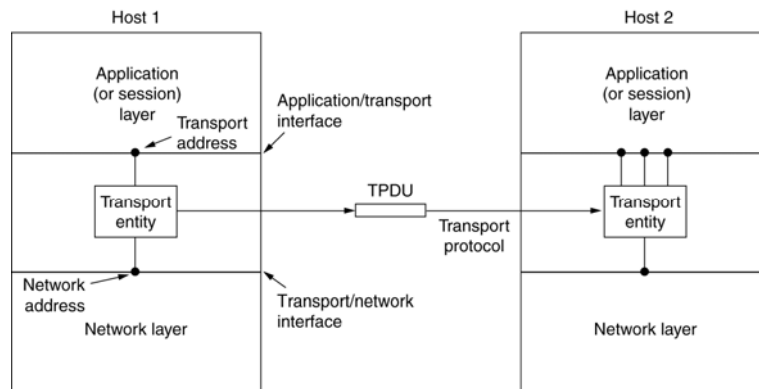 Host 1
Host 2
Application
(or session)
layer
Transport
address
Application/transport
interface
Application
(or session)
layer
Transport
entity
TPDU
Transport
protocol
Transport
entity
Network
address
Transport/network
interface
Network layer
Network layer